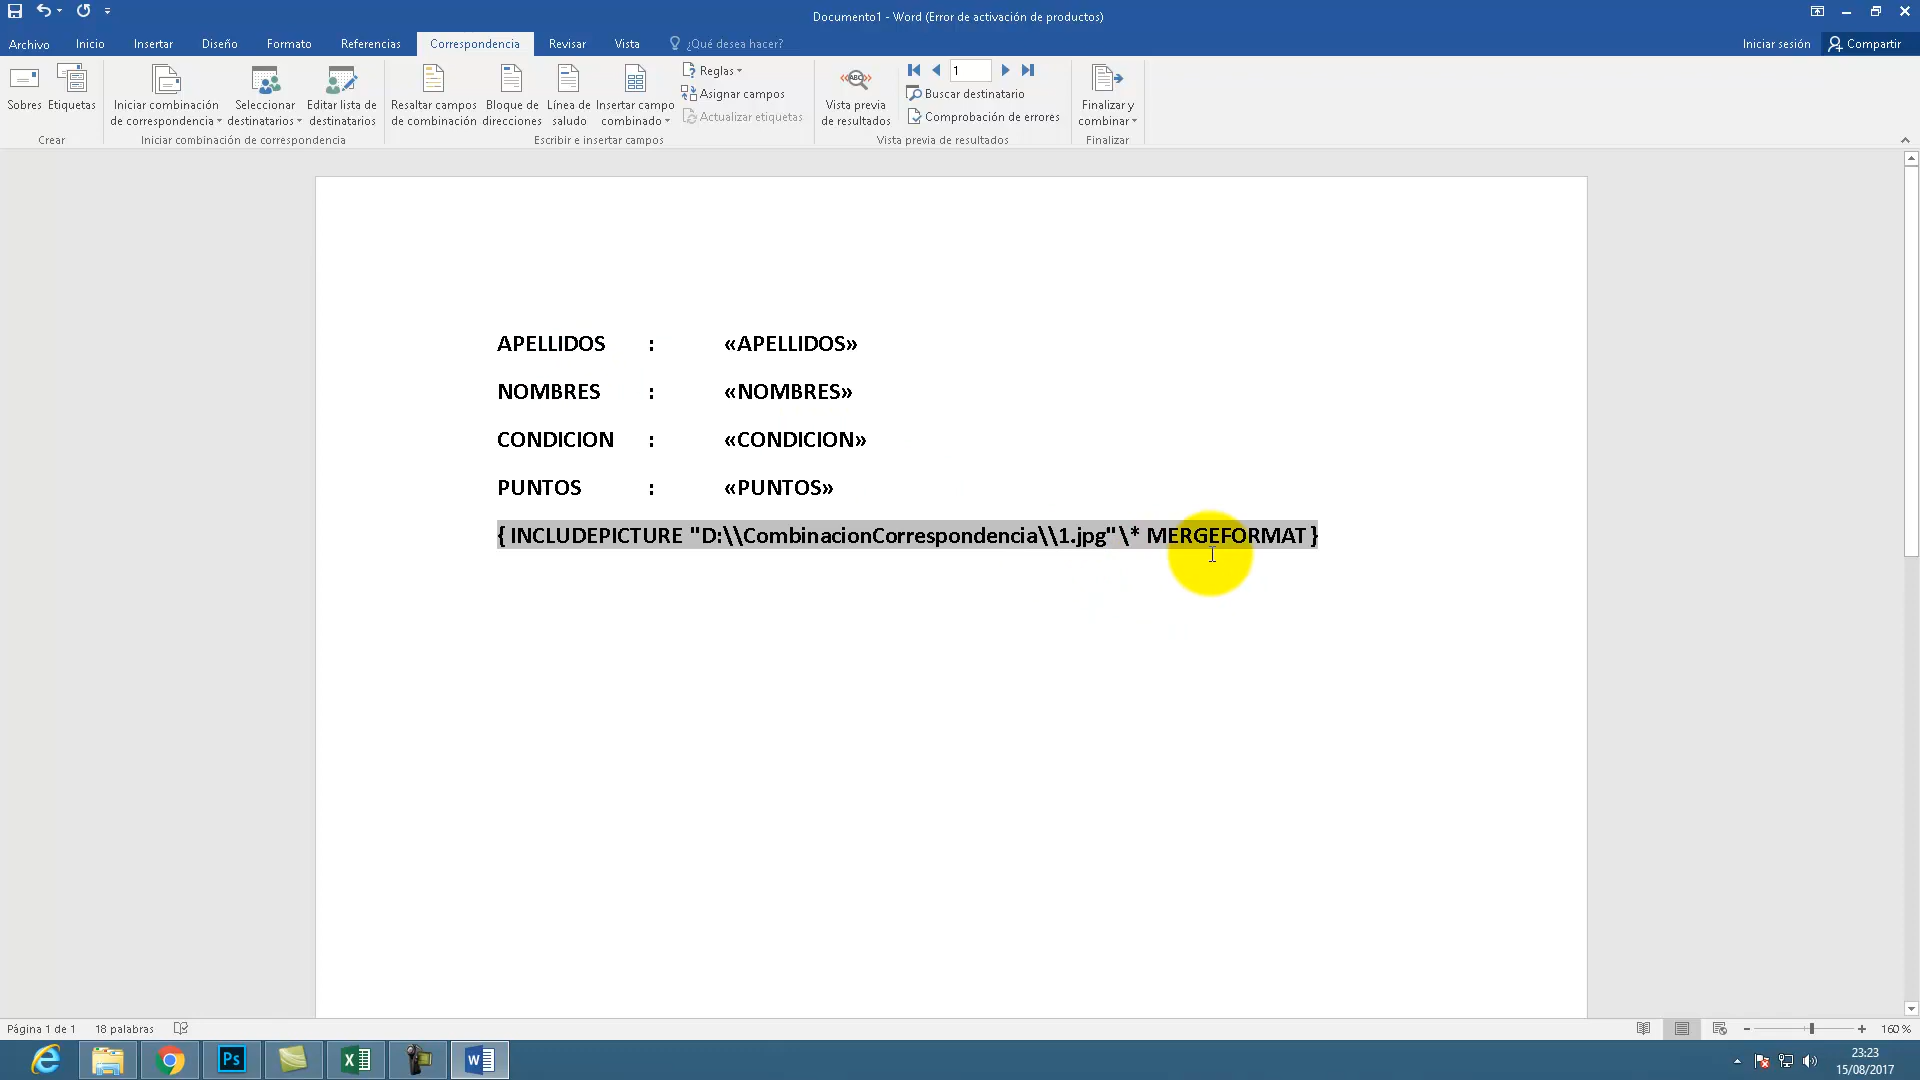 Documento1 - Word (Error de activación de productos)
Archivo Inicio Insertar Diseño Formato Referencias Correspondencia Revisar Vista ¿Qué desea hacer? Iniciar sesión Compartir
Sobres Etiquetas
Crear
Iniciar combinación de correspondencia
Seleccionar destinatarios
Editar lista de destinatarios
Iniciar combinación de correspondencia
Resaltar campos de combinación
Bloque de direcciones
Línea de saludo
Insertar campo combinado
Reglas
Asignar campos
Actualizar etiquetas
Escribir e insertar campos
ABC
Vista previa de resultados
1
Buscar destinatario
Comprobación de errores
Vista previa de resultados
Finalizar y combinar
Finalizar
APELLIDOS : «APELLIDOS»
NOMBRES : «NOMBRES»
CONDICION : «CONDICION»
PUNTOS : «PUNTOS»
{ INCLUDEPICTURE "D:\\CombinacionCorrespondencia\\1.jpg"\* MERGEFORMAT }
Página 1 de 1 18 palabras 160 %
Ps
23:23
15/08/2017